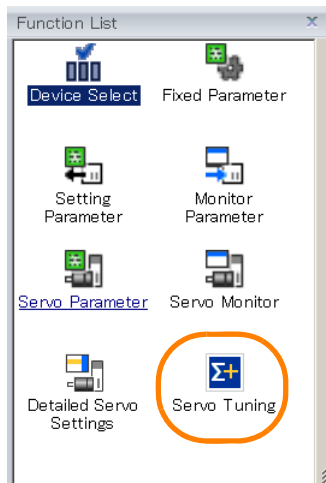 Function List
Device Select Fixed Parameter
Setting Monitor
Parameter Parameter
Servo Parameter Servo Monitor
Σ+
Detailed Servo Servo Tuning
Settings